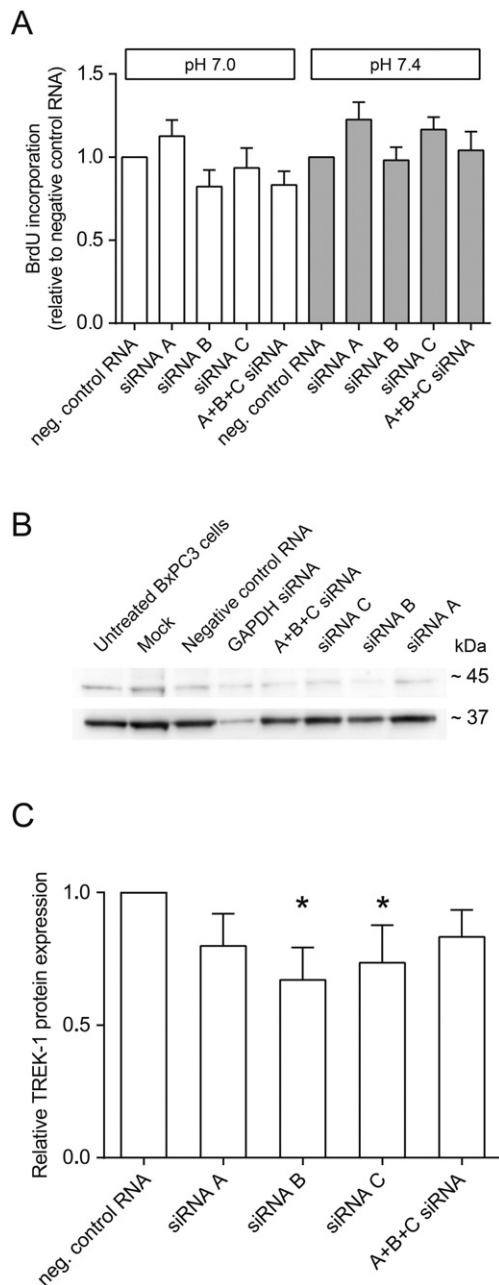 A
pH 7.0
pH 7.4
BrdU incorporation
(relative to negative control RNA)
1.5
1.0
0.5
0.0
neg. control RNA
siRNA A
siRNA B
siRNA C
A+B+C siRNA
neg. control RNA
siRNA A
siRNA B
siRNA C
A+B+C siRNA
B
Untreated BxPC3 cells
Mock
Negative control RNA
GAPDH siRNA
A+B+C siRNA
siRNA C
siRNA B
siRNA A
kDa
~ 45
~ 37
C
Relative TREK-1 protein expression
1.0
0.5
0.0
*
*
neg. control RNA
siRNA A
siRNA B
siRNA C
A+B+C siRNA